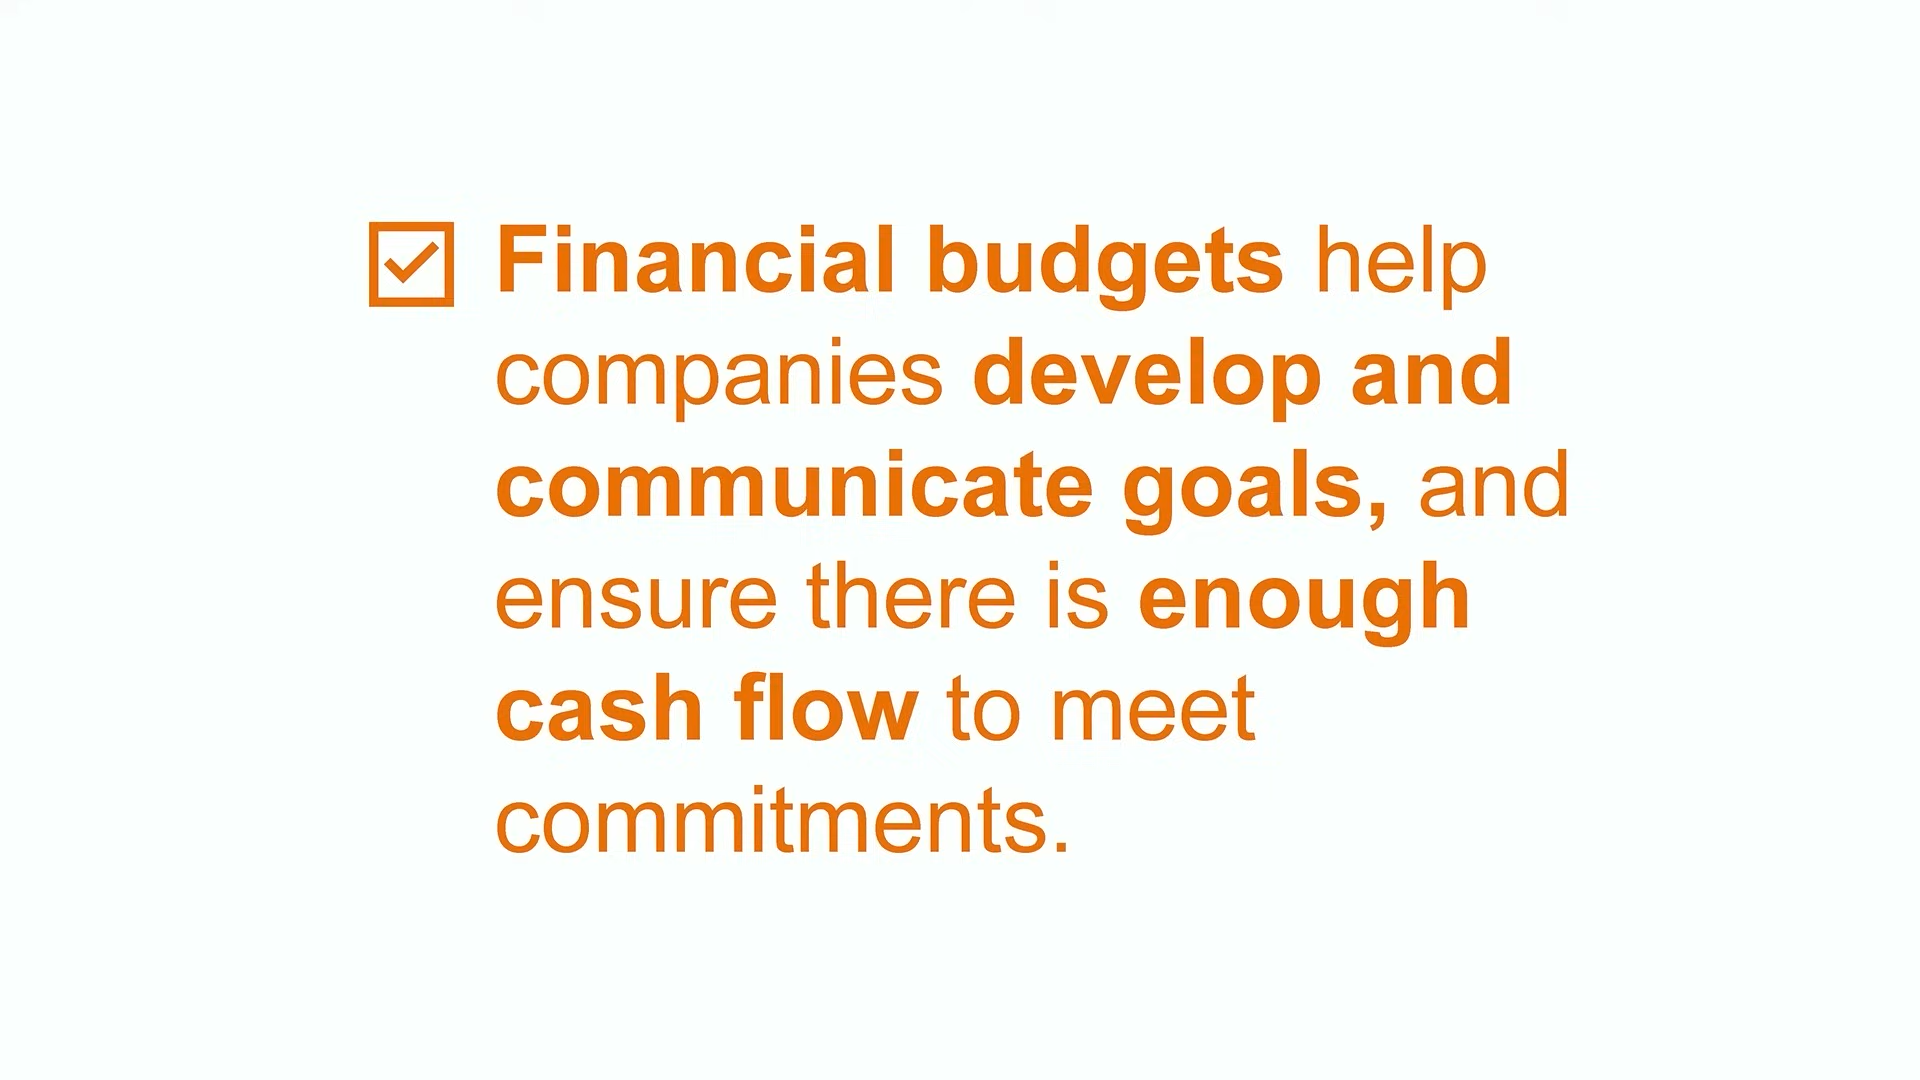 Financial budgets help
companies develop and
communicate goals, and
ensure there is enough
cash flow to meet
commitments.